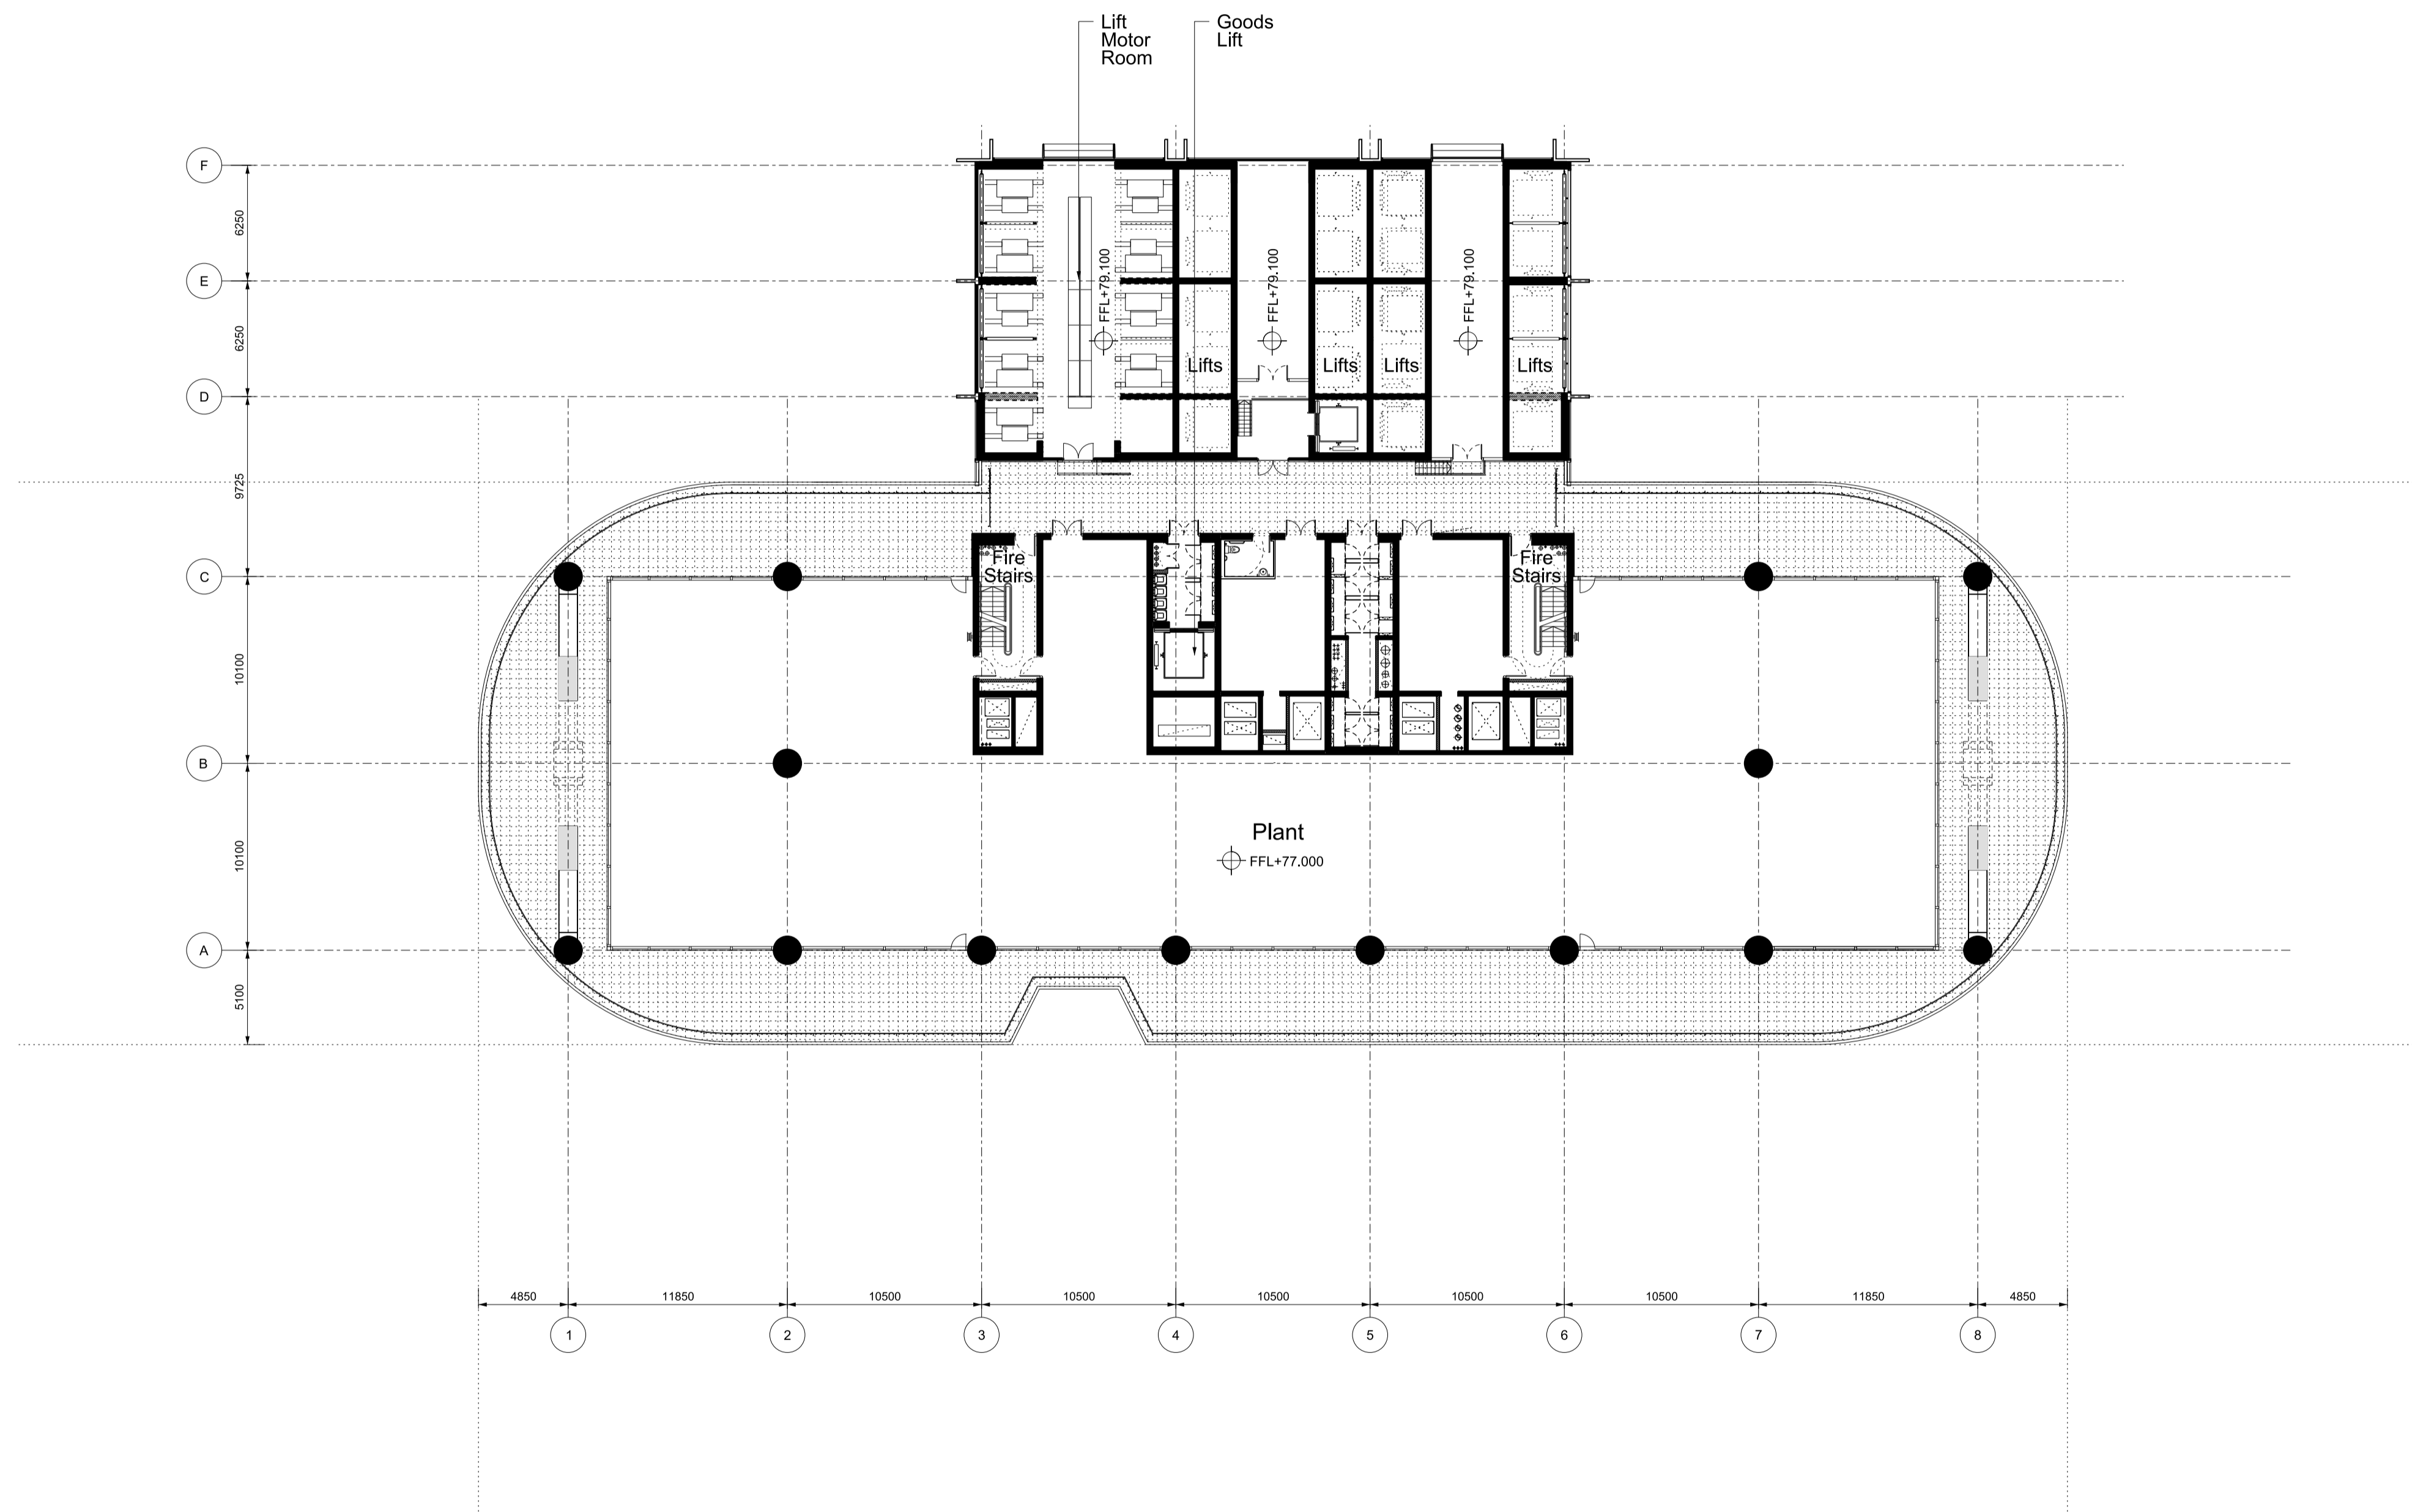 Lift
Motor
Room
Goods
Lift
F
6250
E
6250
D
9725
C
10100
B
10100
A
5100
FFL+79.100
FFL+79.100
FFL+79.100
Lifts
Lifts
Lifts
Lifts
Fire
Stairs
Fire
Stairs
Plant
FFL+77.000
4850
11850
10500
10500
10500
10500
10500
11850
4850
1
2
3
4
5
6
7
8